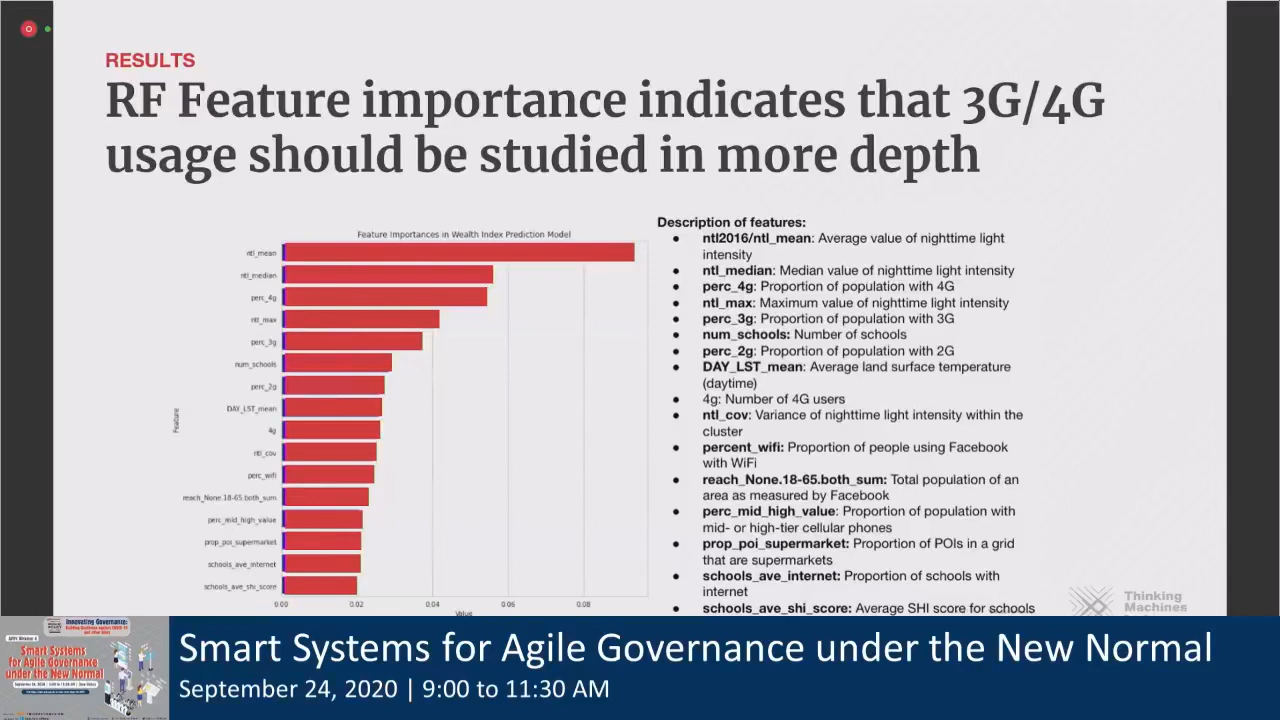 RESULTS
RF Feature importance indicates that 3G/4G
usage should be studied in more depth
Feature Importances in Wealth Index Prediction Model
ntl_mean
ntl_median
perc_4g
ntl_max
perc_3g
num_schools
perc_2g
DAY_LST_mean
4g
ntl_cov
perc_wifi
reach_None.18-65.both_sum
perc_mid_high_value
prop_poi_supermarket
schools_ave_internet
schools_ave_shi_score
Feature
0.00 0.02 0.04 0.06 0.08
Value
Description of features:
● ntl2016/ntl_mean: Average value of nighttime light
intensity
● ntl_median: Median value of nighttime light intensity
● perc_4g: Proportion of population with 4G
● ntl_max: Maximum value of nighttime light intensity
● perc_3g: Proportion of population with 3G
● num_schools: Number of schools
● perc_2g: Proportion of population with 2G
● DAY_LST_mean: Average land surface temperature
(daytime)
● 4g: Number of 4G users
● ntl_cov: Variance of nighttime light intensity within the
cluster
● percent_wifi: Proportion of people using Facebook
with WiFi
● reach_None.18-65.both_sum: Total population of an
area as measured by Facebook
● perc_mid_high_value: Proportion of population with
mid- or high-tier cellular phones
● prop_poi_supermarket: Proportion of POIs in a grid
that are supermarkets
● schools_ave_internet: Proportion of schools with
internet
● schools_ave_shi_score: Average SHI score for schools
Thinking
Machines
Innovating Governance:
Smart Systems
for Agile Governance
under the New Normal
Smart Systems for Agile Governance under the New Normal
September 24, 2020 | 9:00 to 11:30 AM